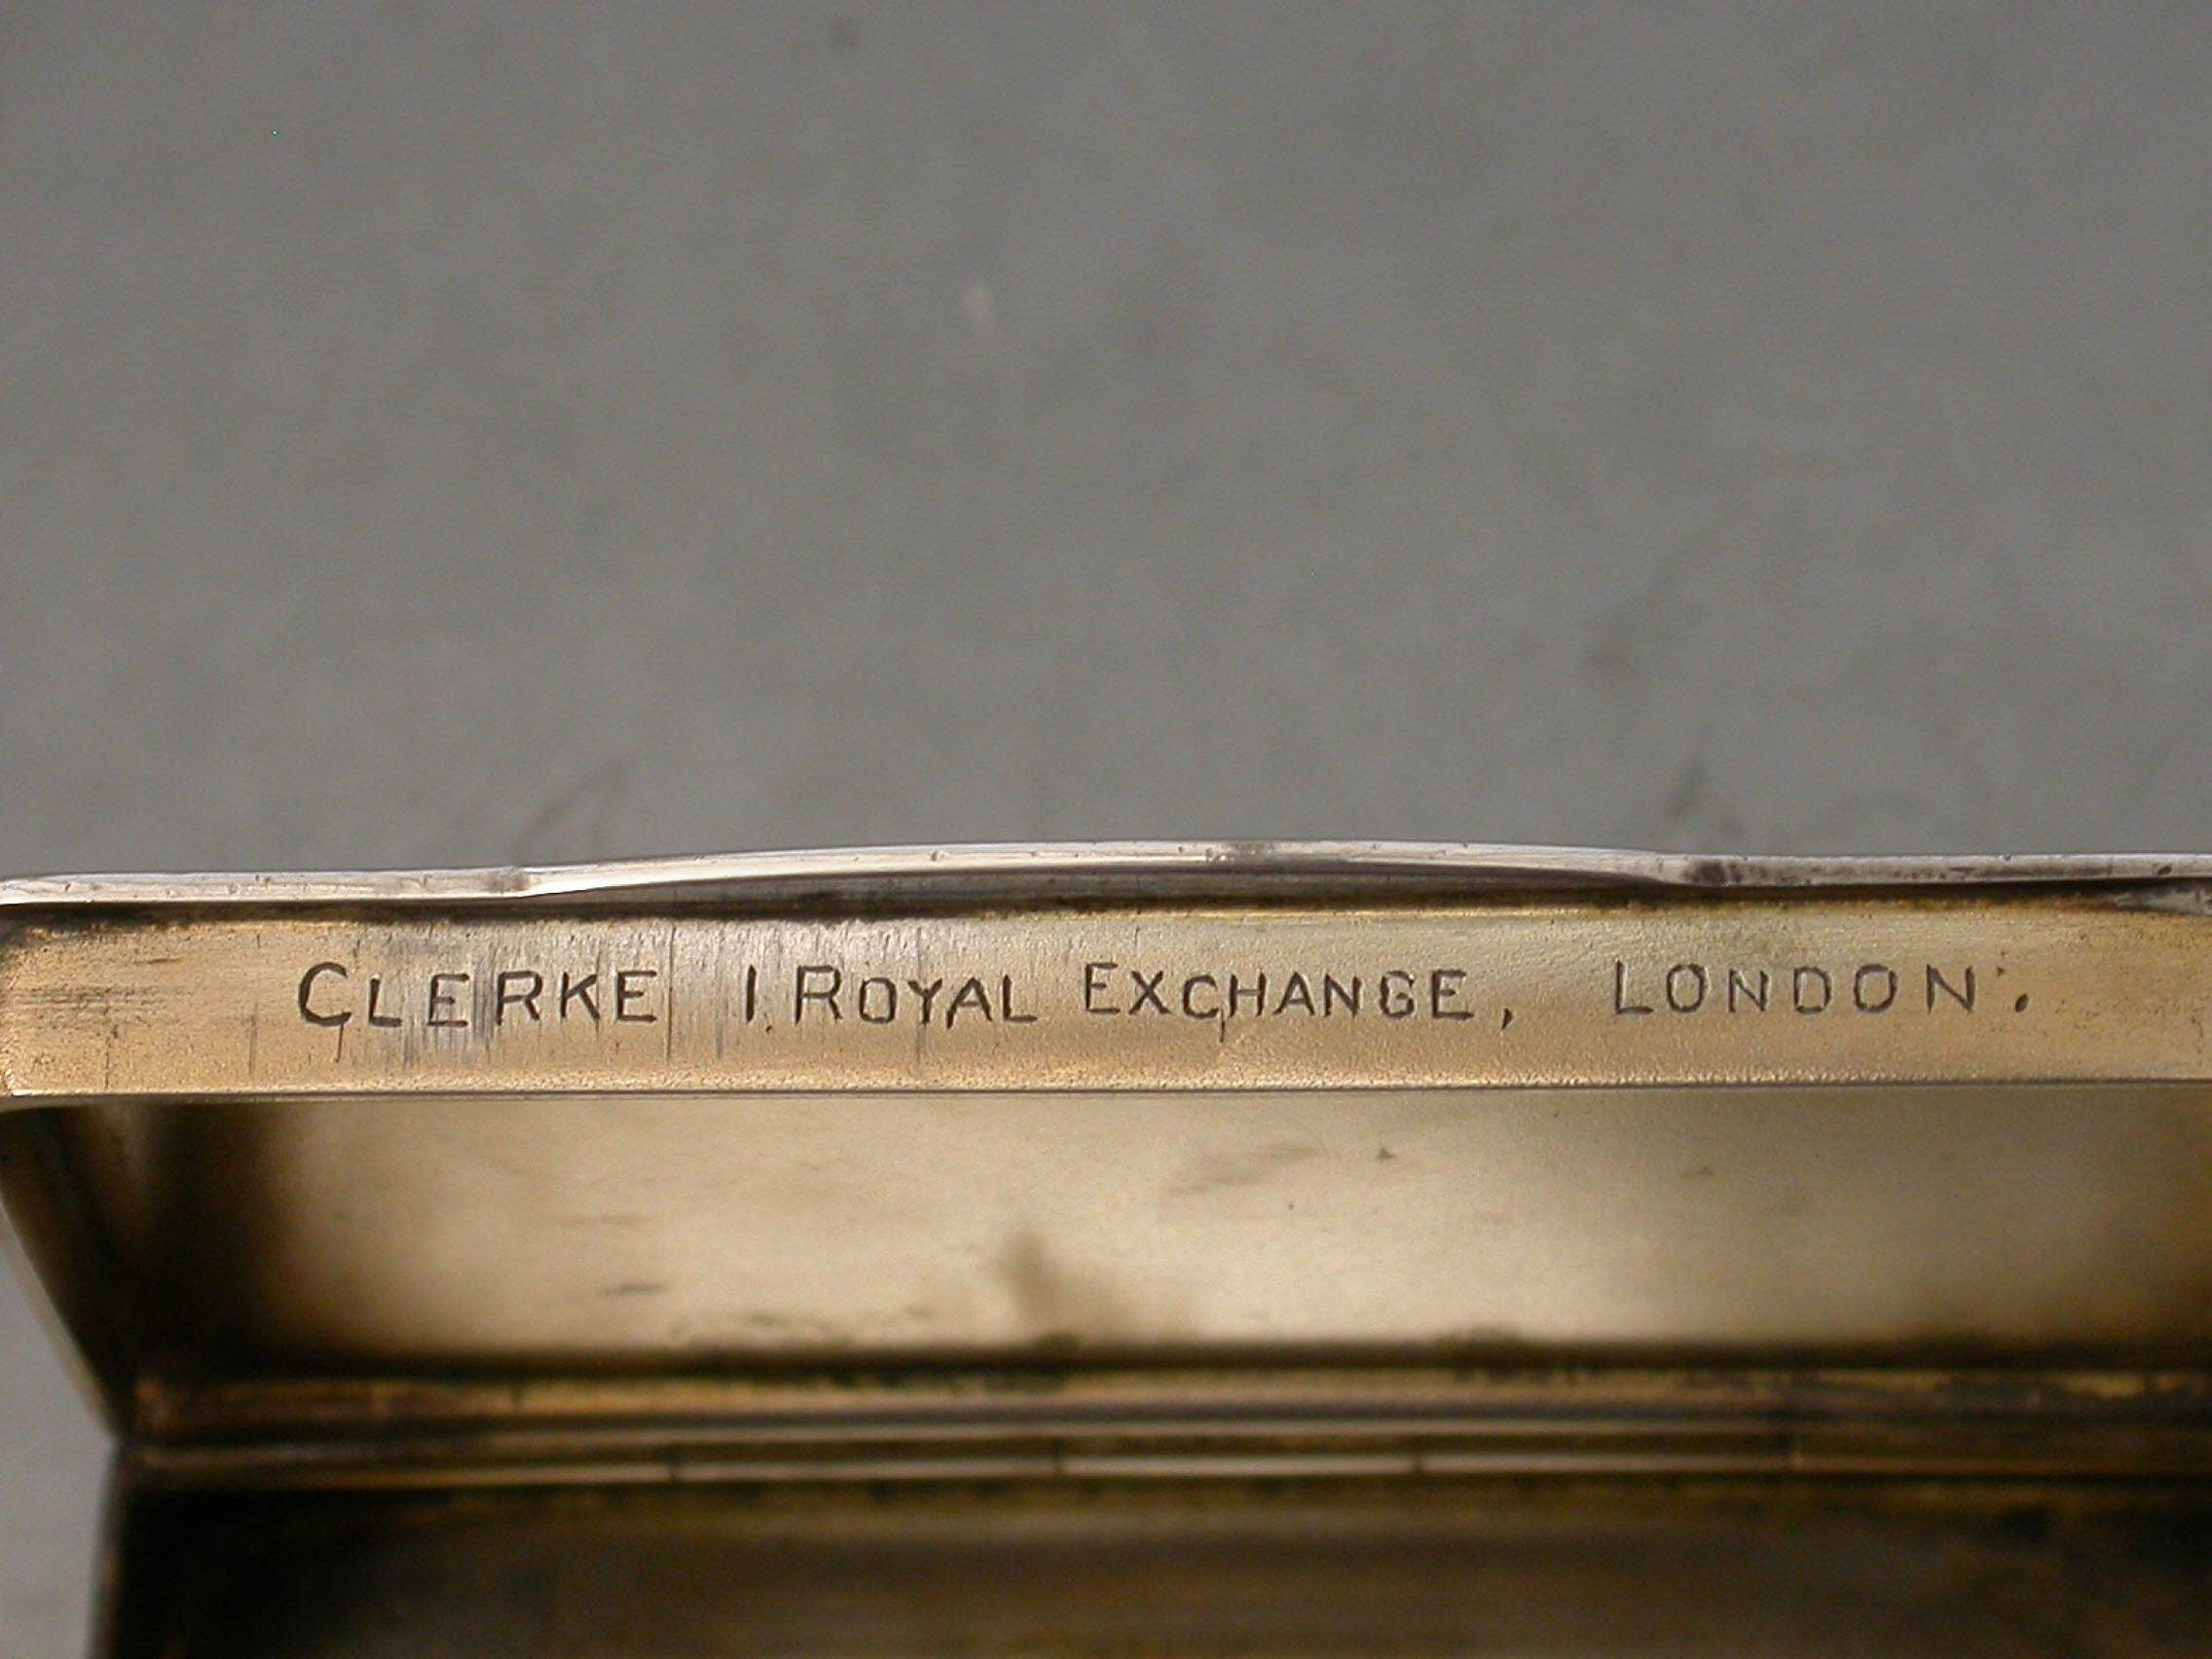 CLERKE 1, ROYAL EXCHANGE, LONDON.